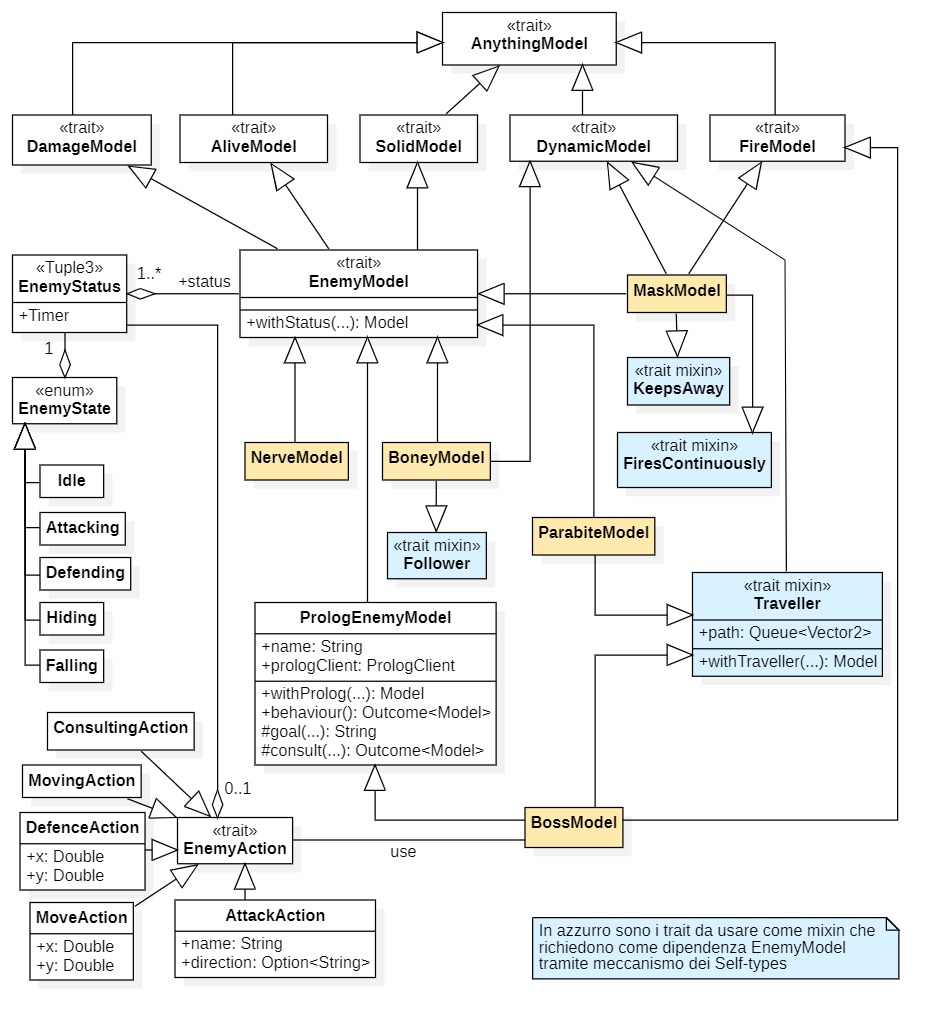 «trait»
AnythingModel
«trait»
DamageModel
«trait»
AliveModel
«trait»
SolidModel
«trait»
DynamicModel
«trait»
FireModel
«Tuple3»
EnemyStatus
+Timer
1..*
+status
«trait»
EnemyModel
+withStatus(...): Model
MaskModel
1
«enum»
EnemyState
«trait mixin»
KeepsAway
«trait mixin»
FiresContinuously
NerveModel
BoneyModel
Idle
Attacking
Defending
Hiding
Falling
«trait mixin»
Follower
ParabiteModel
«trait mixin»
Traveller
+path: Queue<Vector2>
+withTraveller(...): Model
PrologEnemyModel
+name: String
+prologClient: PrologClient
+withProlog(...): Model
+behaviour(): Outcome<Model>
#goal(...): String
#consult(...): Outcome<Model>
ConsultingAction
MovingAction
0..1
DefenceAction
+x: Double
+y: Double
«trait»
EnemyAction
use
BossModel
MoveAction
+x: Double
+y: Double
AttackAction
+name: String
+direction: Option<String>
In azzurro sono i trait da usare come mixin che
richiedono come dipendenza EnemyModel
tramite meccanismo dei Self-types